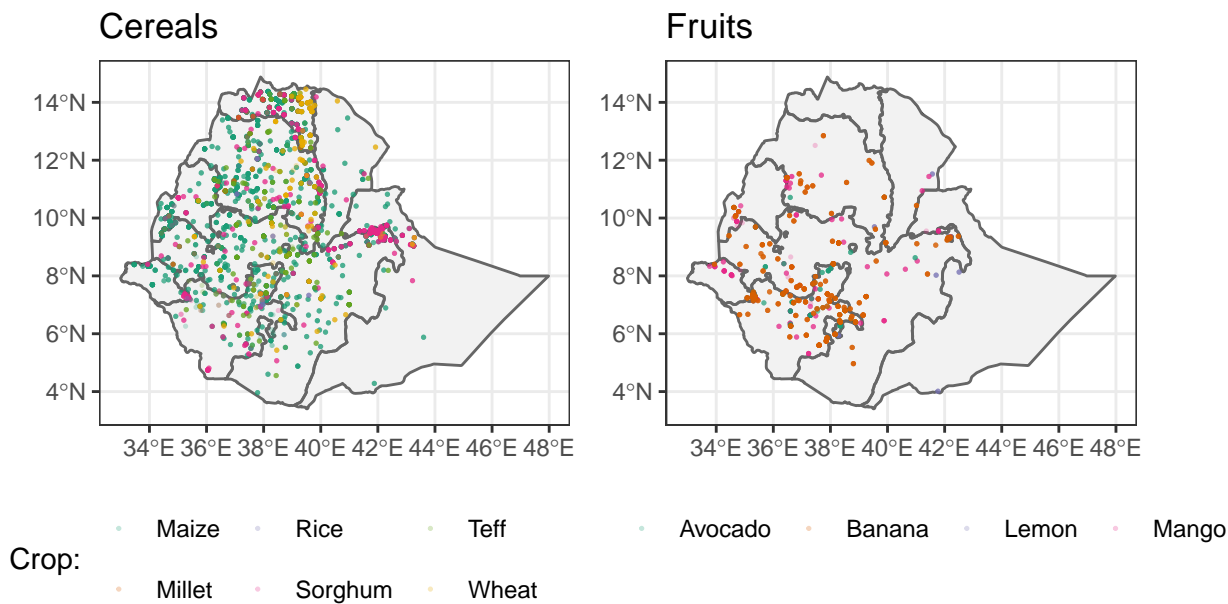 Cereals
Fruits
14°N
12°N
10°N
8°N
6°N
4°N
34°E 36°E 38°E 40°E 42°E 44°E 46°E 48°E
14°N
12°N
10°N
8°N
6°N
4°N
34°E 36°E 38°E 40°E 42°E 44°E 46°E 48°E
Crop:
Maize Rice Teff
Millet Sorghum Wheat
Avocado Banana Lemon Mango